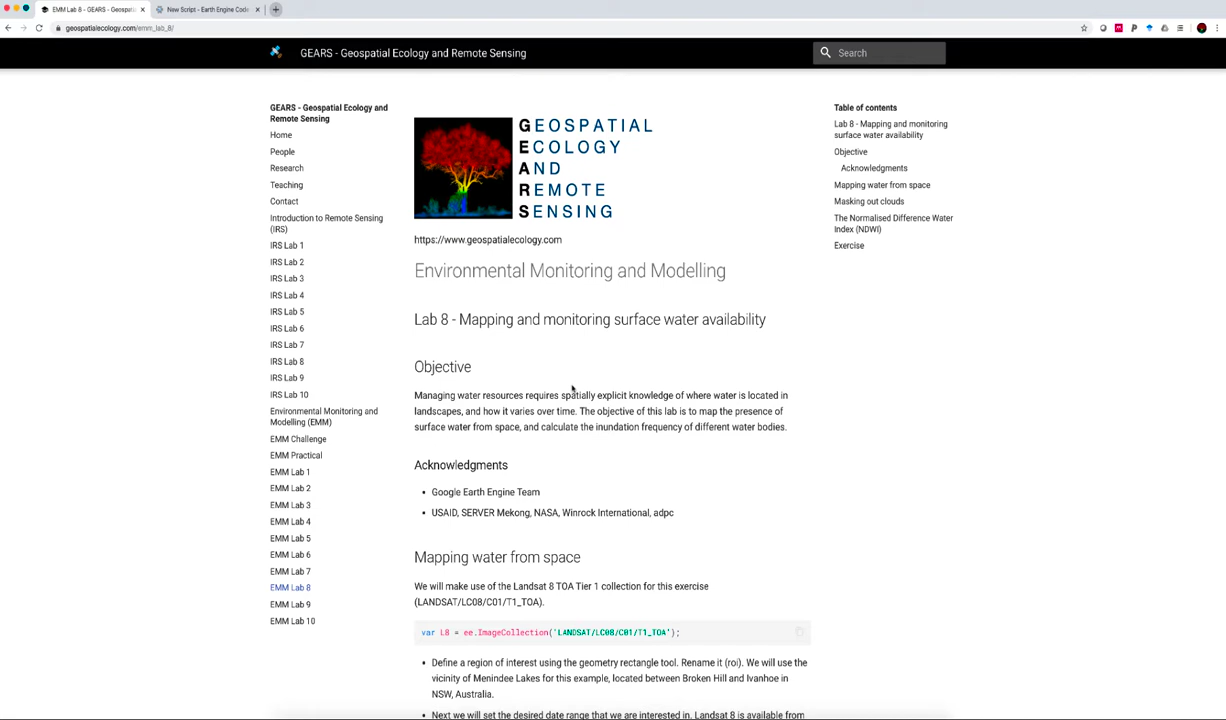 EMM Lab 8 - GEARS - Geospati
New Script - Earth Engine Code
geospatialecology.com/emm_lab_8/
GEARS - Geospatial Ecology and Remote Sensing
Search
GEARS - Geospatial Ecology and
Remote Sensing
Home
People
Research
Teaching
Contact
Introduction to Remote Sensing
(IRS)
IRS Lab 1
IRS Lab 2
IRS Lab 3
IRS Lab 4
IRS Lab 5
IRS Lab 6
IRS Lab 7
IRS Lab 8
IRS Lab 9
IRS Lab 10
Environmental Monitoring and
Modelling (EMM)
EMM Challenge
EMM Practical
EMM Lab 1
EMM Lab 2
EMM Lab 3
EMM Lab 4
EMM Lab 5
EMM Lab 6
EMM Lab 7
EMM Lab 8
EMM Lab 9
EMM Lab 10
GEOSPATIAL
ECOLOGY
AND
REMOTE
SENSING
https://www.geospatialecology.com
Environmental Monitoring and Modelling
Lab 8 - Mapping and monitoring surface water availability
Objective
Managing water resources requires spatially explicit knowledge of where water is located in
landscapes, and how it varies over time. The objective of this lab is to map the presence of
surface water from space, and calculate the inundation frequency of different water bodies.
Acknowledgments
• Google Earth Engine Team
• USAID, SERVER Mekong, NASA, Winrock International, adpc
Mapping water from space
We will make use of the Landsat 8 TOA Tier 1 collection for this exercise
(LANDSAT/LC08/C01/T1_TOA).
var L8 = ee.ImageCollection('LANDSAT/LC08/C01/T1_TOA');
• Define a region of interest using the geometry rectangle tool. Rename it (roi). We will use the
vicinity of Menindee Lakes for this example, located between Broken Hill and Ivanhoe in
NSW, Australia.
• Next we will set the desired date range that we are interested in. Landsat 8 is available from
Table of contents
Lab 8 - Mapping and monitoring
surface water availability
Objective
Acknowledgments
Mapping water from space
Masking out clouds
The Normalised Difference Water
Index (NDWI)
Exercise